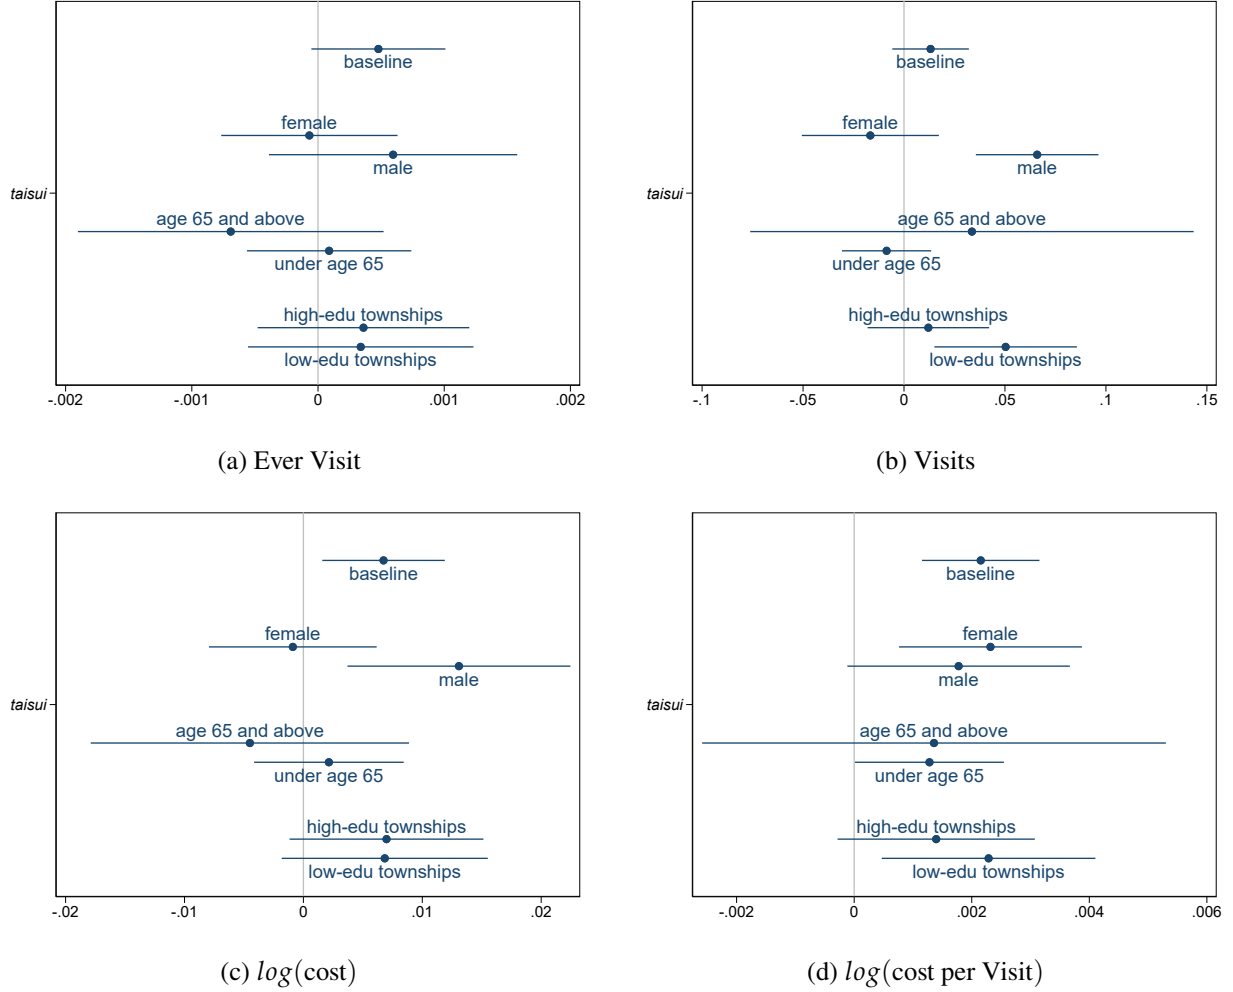 baseline
female
male
taisui
age 65 and above
under age 65
high-edu townships
low-edu townships
-.002 -.001 0 .001 .002
(a) Ever Visit
baseline
female
male
taisui
age 65 and above
under age 65
high-edu townships
low-edu townships
-.1 -.05 0 .05 .1 .15
(b) Visits
baseline
female
male
taisui
age 65 and above
under age 65
high-edu townships
low-edu townships
-.02 -.01 0 .01 .02
(c) log(cost)
baseline
female
male
taisui
age 65 and above
under age 65
high-edu townships
low-edu townships
-.002 0 .002 .004 .006
(d) log(cost per Visit)